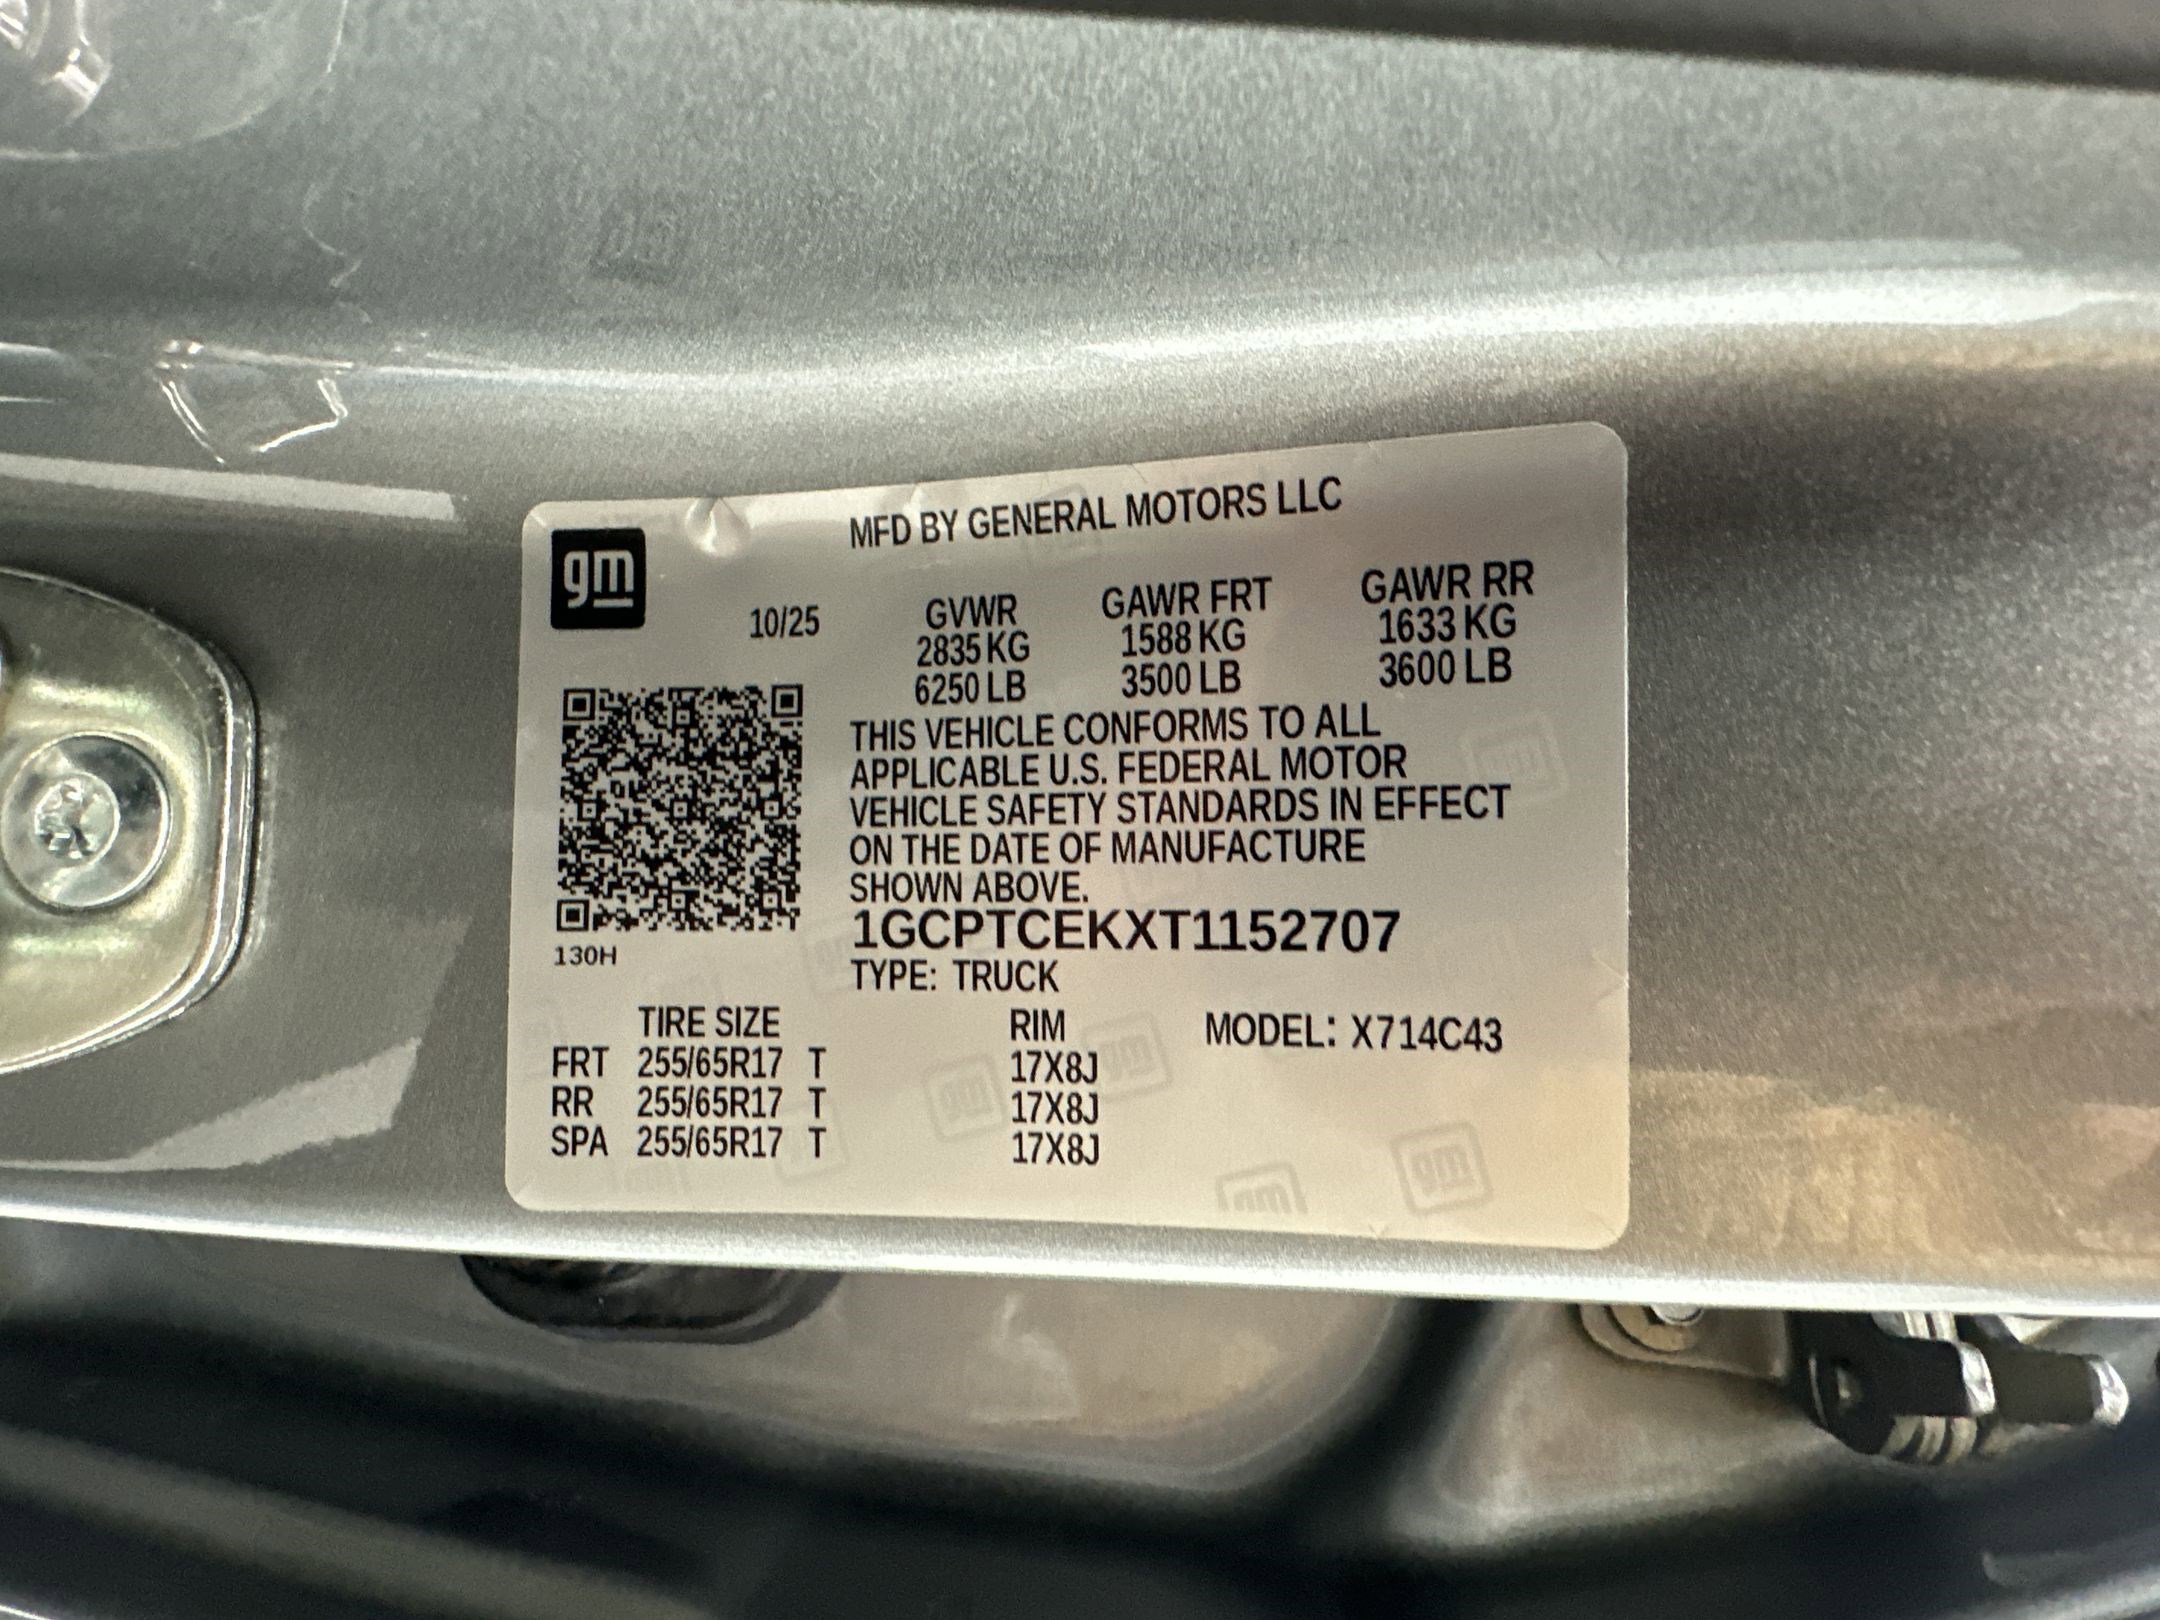 gm
MFD BY GENERAL MOTORS LLC
10/25 GVWR GAWR FRT GAWR RR
2835 KG 1588 KG 1633 KG
6250 LB 3500 LB 3600 LB
THIS VEHICLE CONFORMS TO ALL
APPLICABLE U.S. FEDERAL MOTOR
VEHICLE SAFETY STANDARDS IN EFFECT
ON THE DATE OF MANUFACTURE
SHOWN ABOVE.
1GCPTCEKXT1152707
130H
TYPE: TRUCK
TIRE SIZE RIM MODEL: X714C43
FRT 255/65R17 T 17X8J
RR 255/65R17 T 17X8J
SPA 255/65R17 T 17X8J